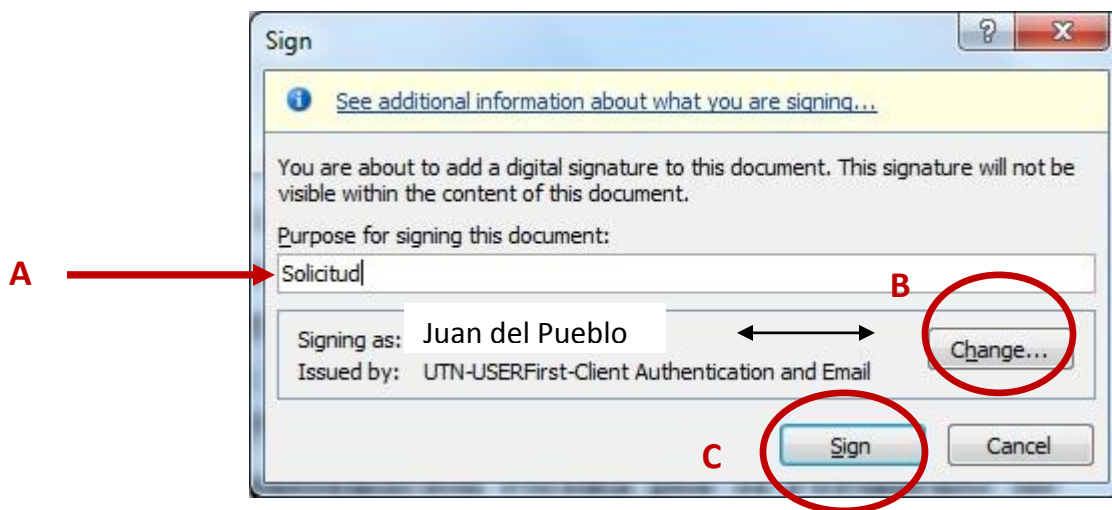 Sign
See additional information about what you are signing...
You are about to add a digital signature to this document. This signature will not be
visible within the content of this document.
Purpose for signing this document:
A
Solicitud
B
Signing as: Juan del Pueblo
Change...
Issued by: UTN-USERFirst-Client Authentication and Email
C
Sign
Cancel